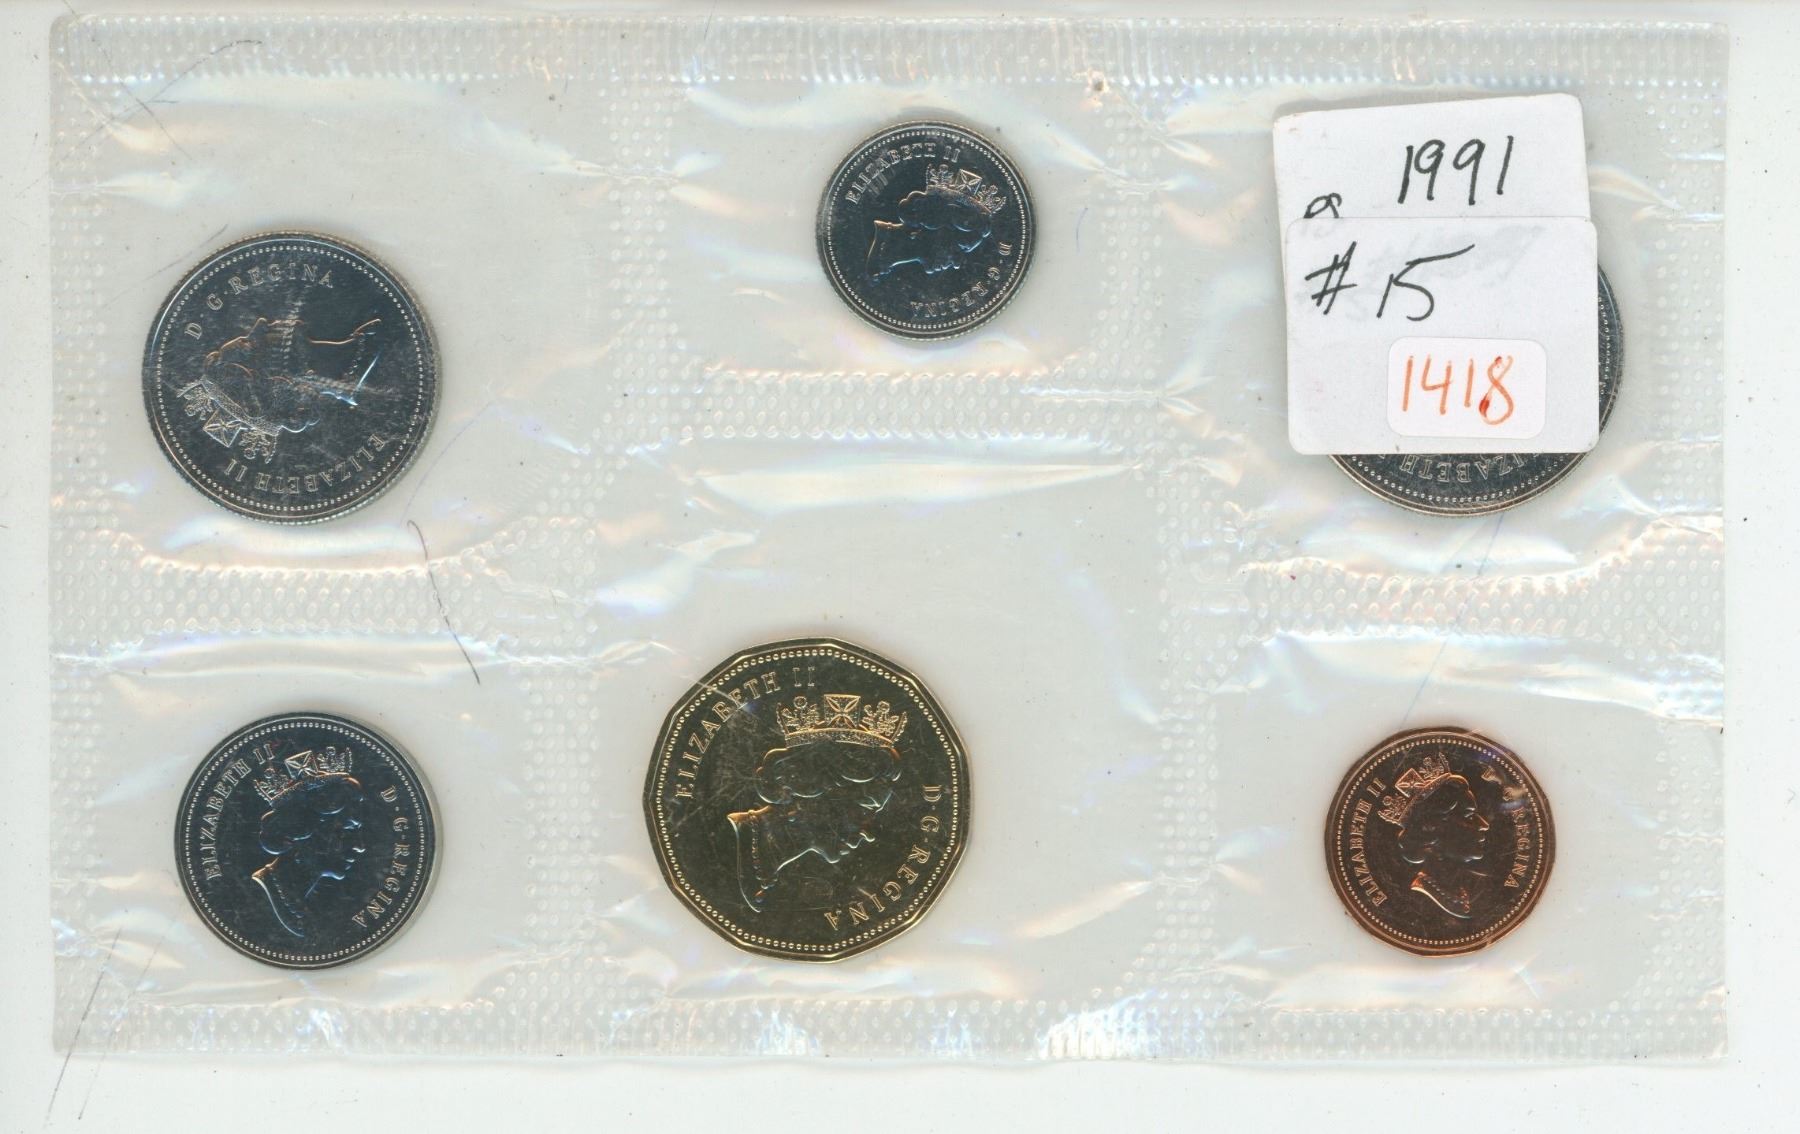 ELIZABETH II D·G·REGINA
1991
19
# 15
1418
ELIZABETH II D·G·REGINA
ELIZABETH
ELIZABETH II D·G·REGINA
ELIZABETH II D·G·REGINA
ELIZABETH II D·G·REGINA